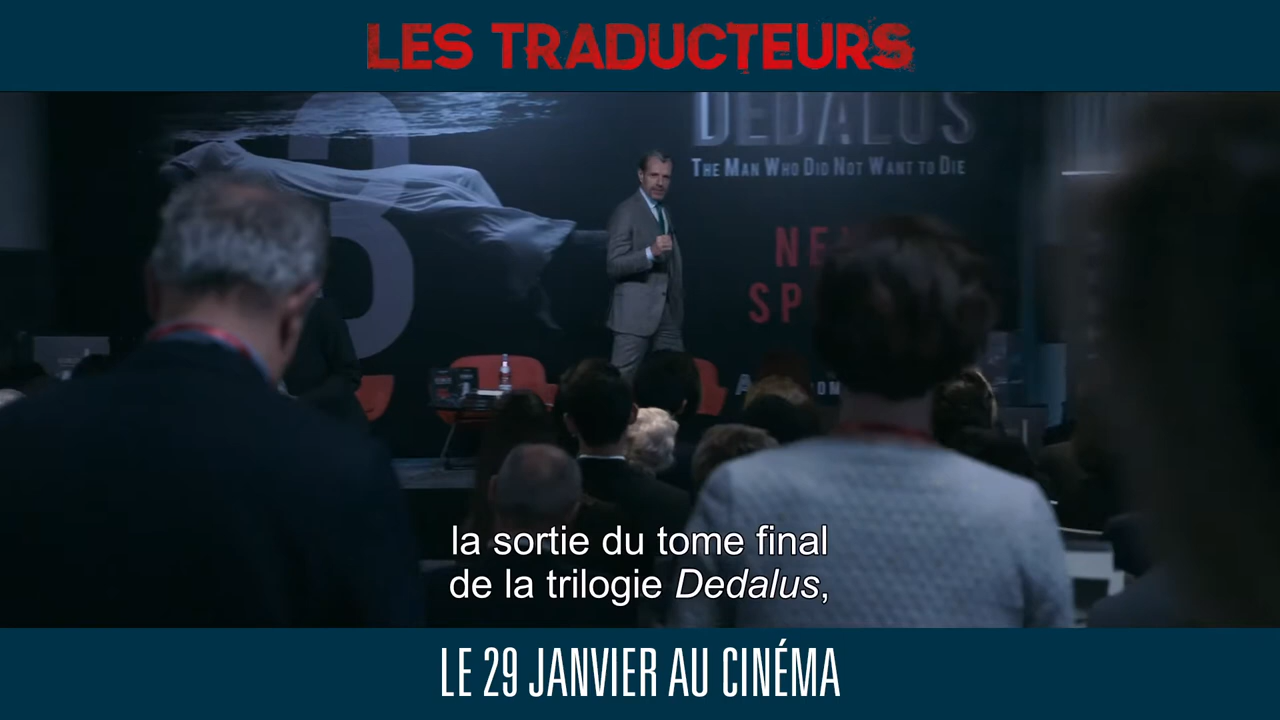 LES TRADUCTEURS
DEDALUS
THE MAN WHO DID NOT WANT TO DIE
la sortie du tome final
de la trilogie Dedalus,
LE 29 JANVIER AU CINÉMA